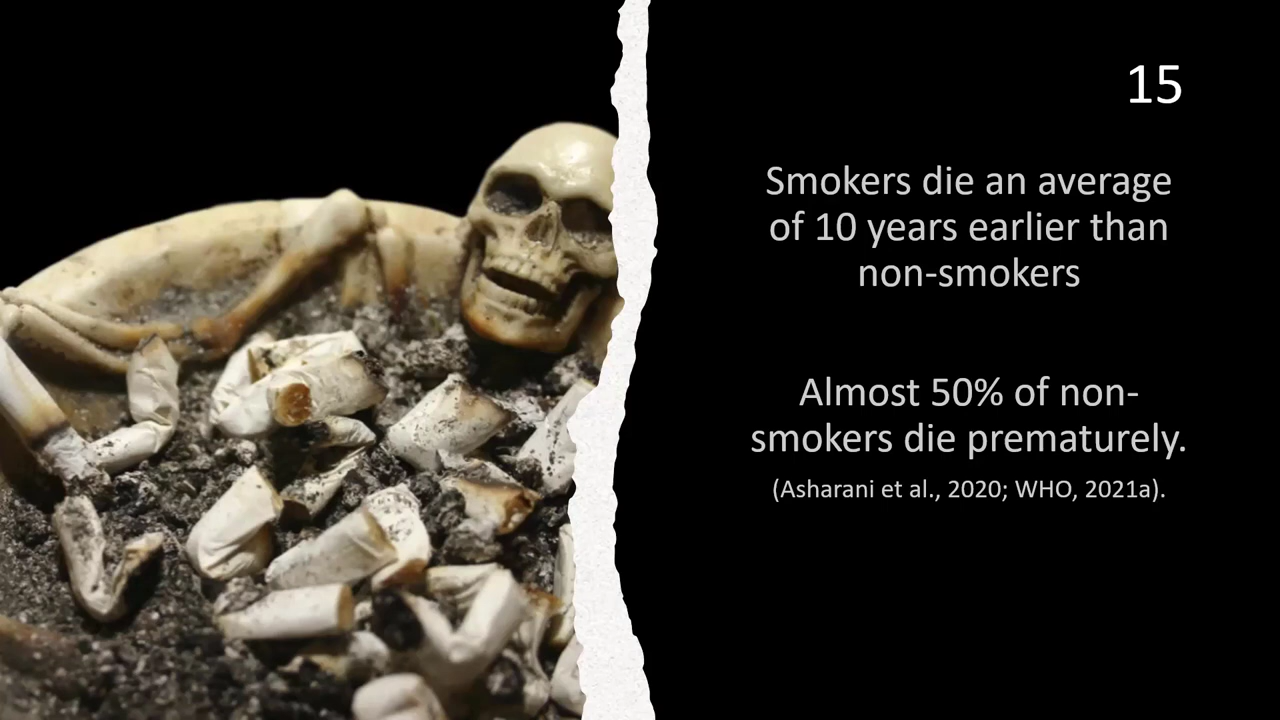 15
Smokers die an average
of 10 years earlier than
non-smokers
Almost 50% of non-
smokers die prematurely.
(Asharani et al., 2020; WHO, 2021a).